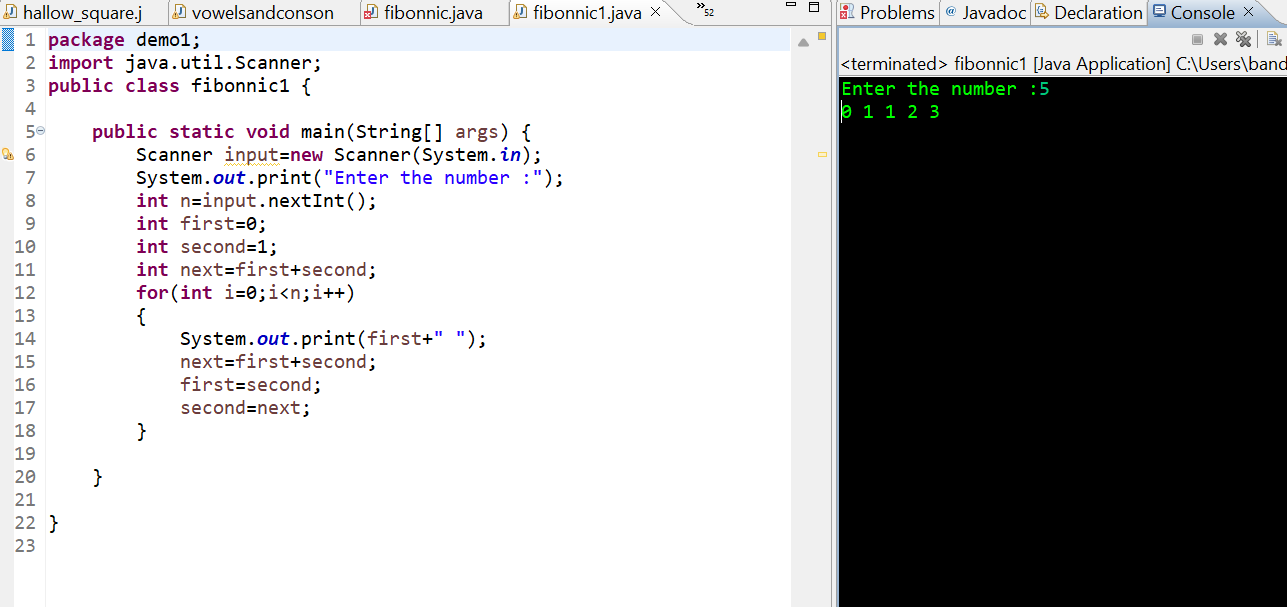 hallow_square.j vowelsandconson fibonnic.java fibonnic1.java »52
Problems @ Javadoc Declaration Console
<terminated> fibonnic1 [Java Application] C:\Users\band
1 package demo1;
2 import java.util.Scanner;
3 public class fibonnic1 {
4
5 public static void main(String[] args) {
6 Scanner input=new Scanner(System.in);
7 System.out.print("Enter the number :");
8 int n=input.nextInt();
9 int first=0;
10 int second=1;
11 int next=first+second;
12 for(int i=0;i<n;i++)
13 {
14 System.out.print(first+" ");
15 next=first+second;
16 first=second;
17 second=next;
18 }
19
20 }
21
22 }
23
Enter the number :5
0 1 1 2 3